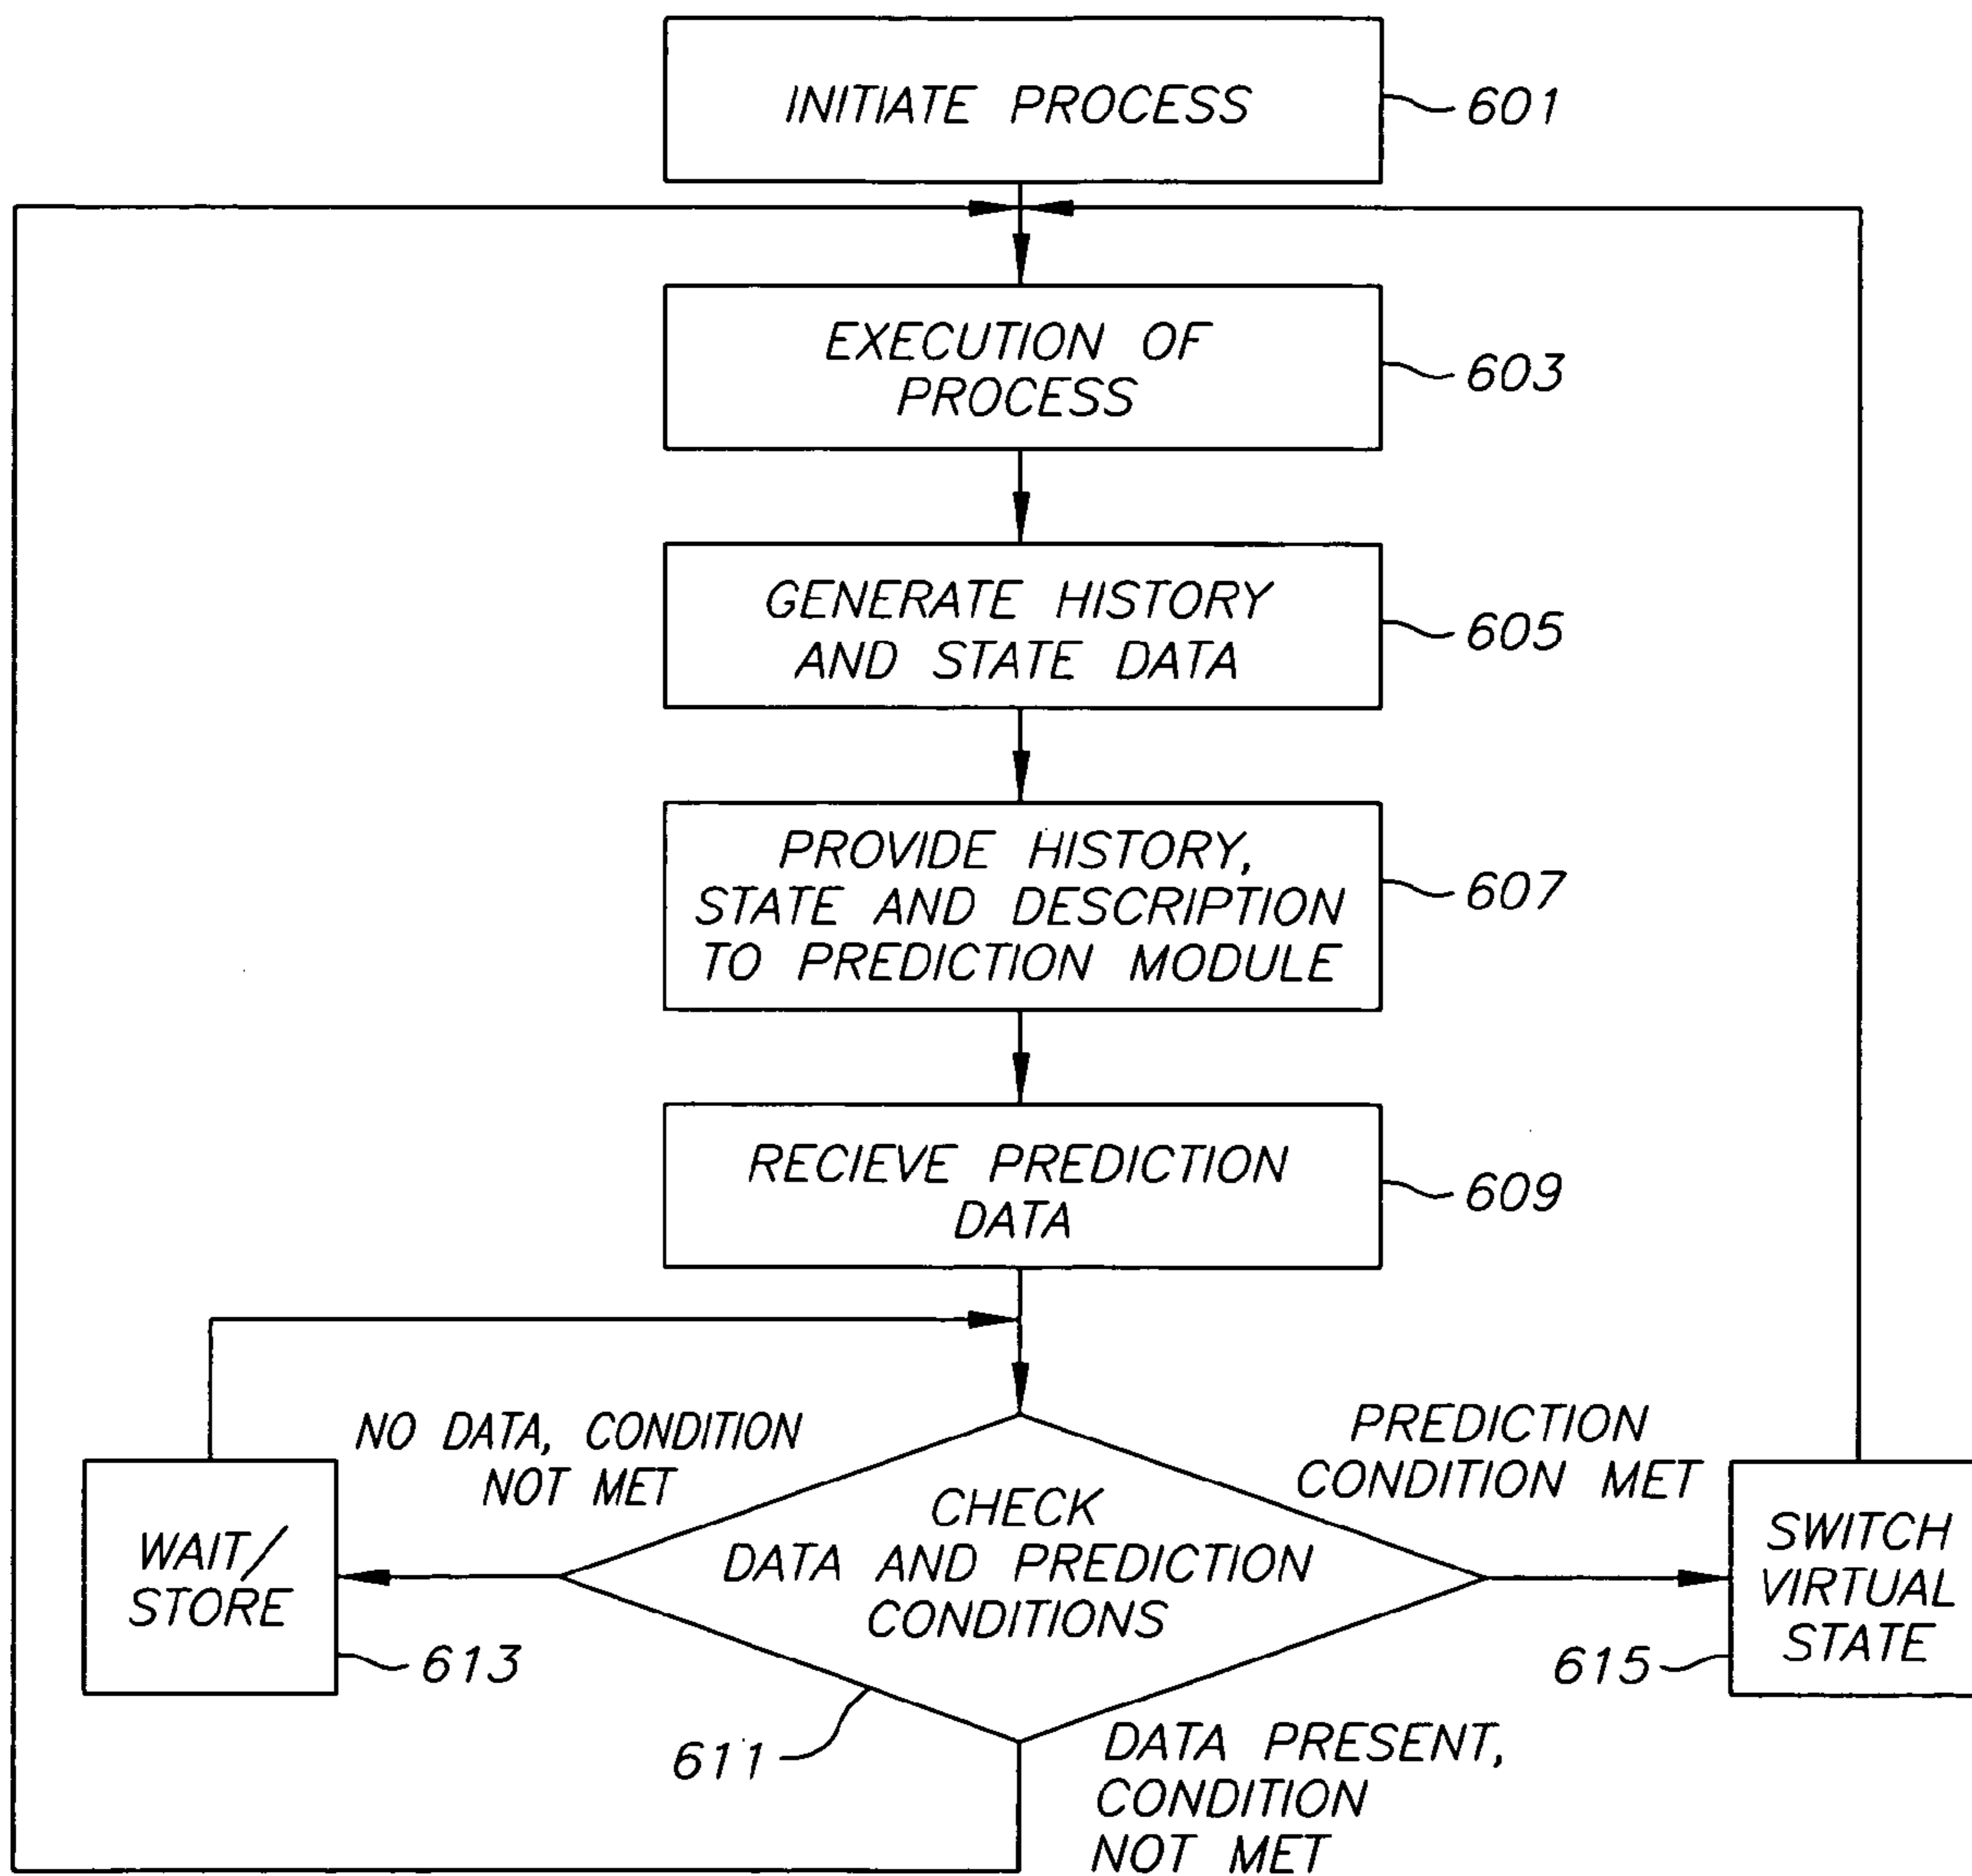 INITIATE PROCESS
601
EXECUTION OF
PROCESS
603
GENERATE HISTORY
AND STATE DATA
605
PROVIDE HISTORY,
STATE AND DESCRIPTION
TO PREDICTION MODULE
607
RECIEVE PREDICTION
DATA
609
NO DATA, CONDITION
NOT MET
PREDICTION
CONDITION MET
CHECK
DATA AND PREDICTION
CONDITIONS
611
WAIT/
STORE
613
SWITCH
VIRTUAL
STATE
615
DATA PRESENT,
CONDITION
NOT MET